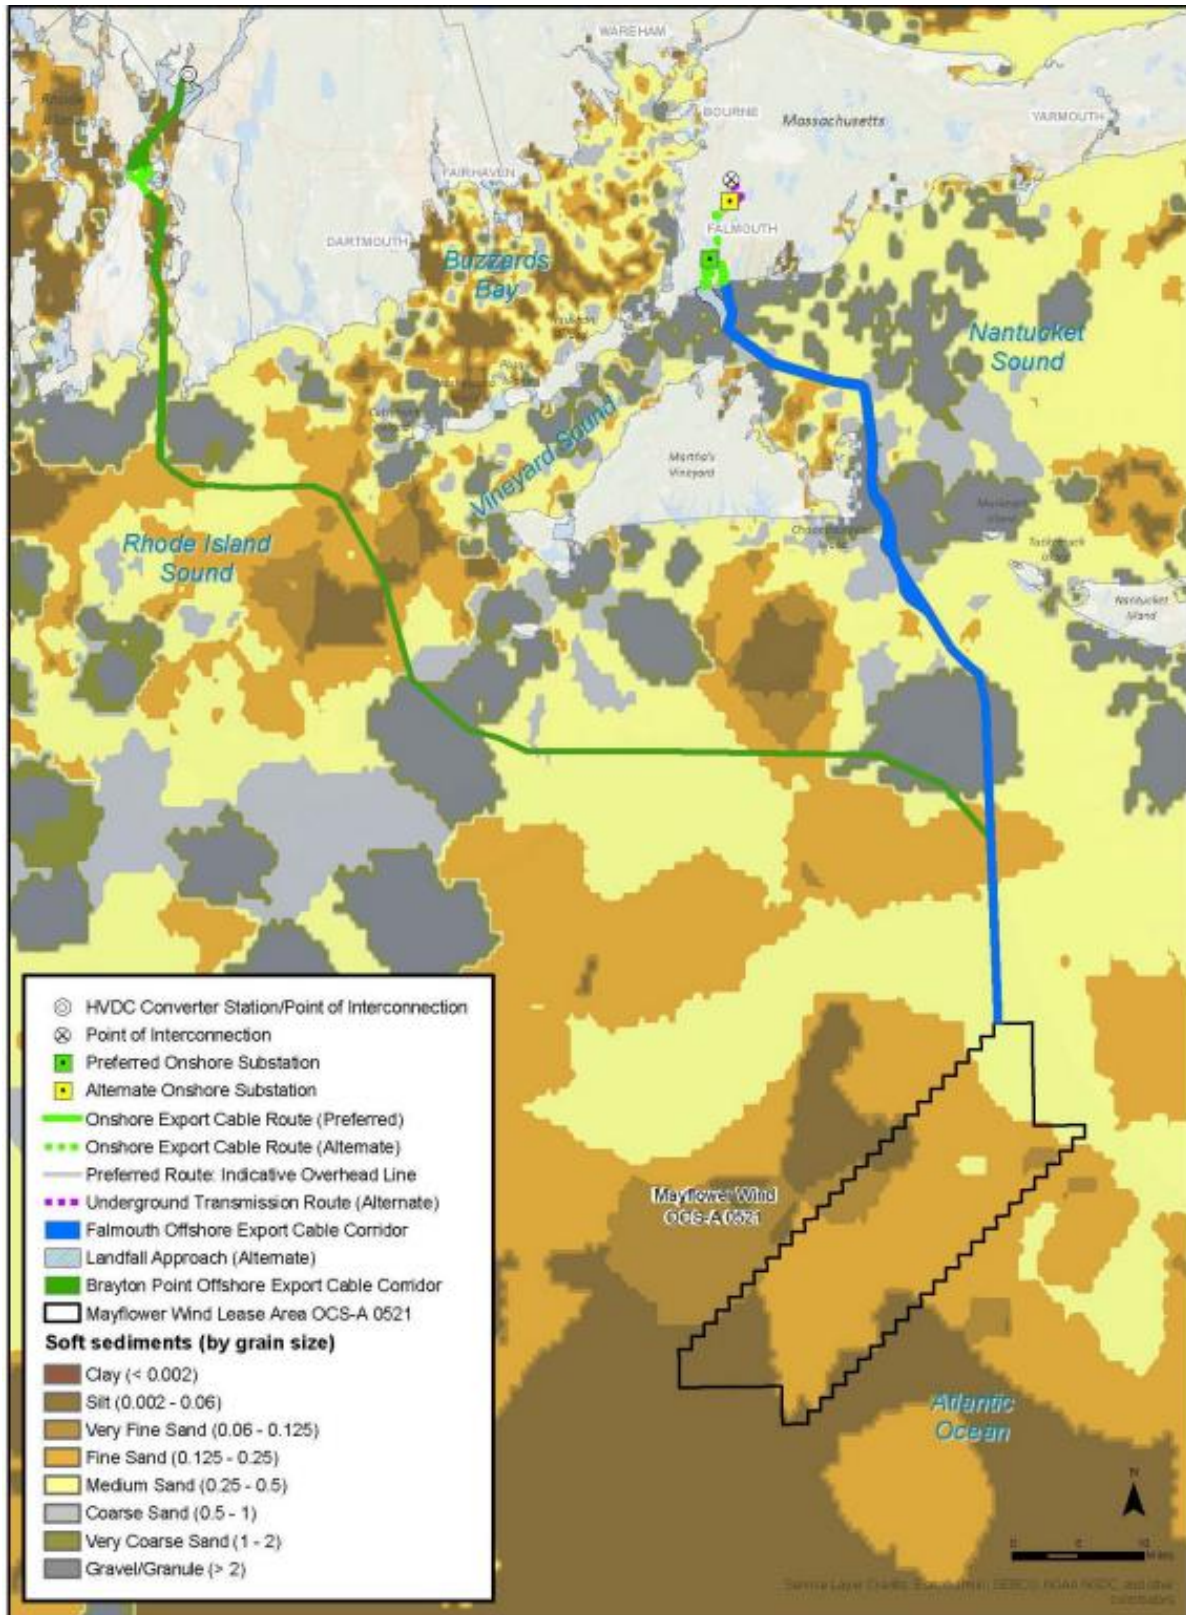 WAREHAM
BOURNE
Massachusetts
YARMOUTH
FAIRHAVEN
FALMOUTH
DARTMOUTH
Buzzards
Bay
Nantucket
Sound
Vineyard Sound
Martha's
Vineyard
Rhode Island
Sound
Nantucket
Island
Mayflower Wind
OCS-A 0521
Atlantic
Ocean
N
Miles
HVDC Converter Station/Point of Interconnection
Point of Interconnection
Preferred Onshore Substation
Alternate Onshore Substation
Onshore Export Cable Route (Preferred)
Onshore Export Cable Route (Alternate)
Preferred Route: Indicative Overhead Line
Underground Transmission Route (Alternate)
Falmouth Offshore Export Cable Corridor
Landfall Approach (Alternate)
Brayton Point Offshore Export Cable Corridor
Mayflower Wind Lease Area OCS-A 0521
Soft sediments (by grain size)
Clay (< 0.002)
Silt (0.002 - 0.06)
Very Fine Sand (0.06 - 0.125)
Fine Sand (0.125 - 0.25)
Medium Sand (0.25 - 0.5)
Coarse Sand (0.5 - 1)
Very Coarse Sand (1 - 2)
Gravel/Granule (> 2)